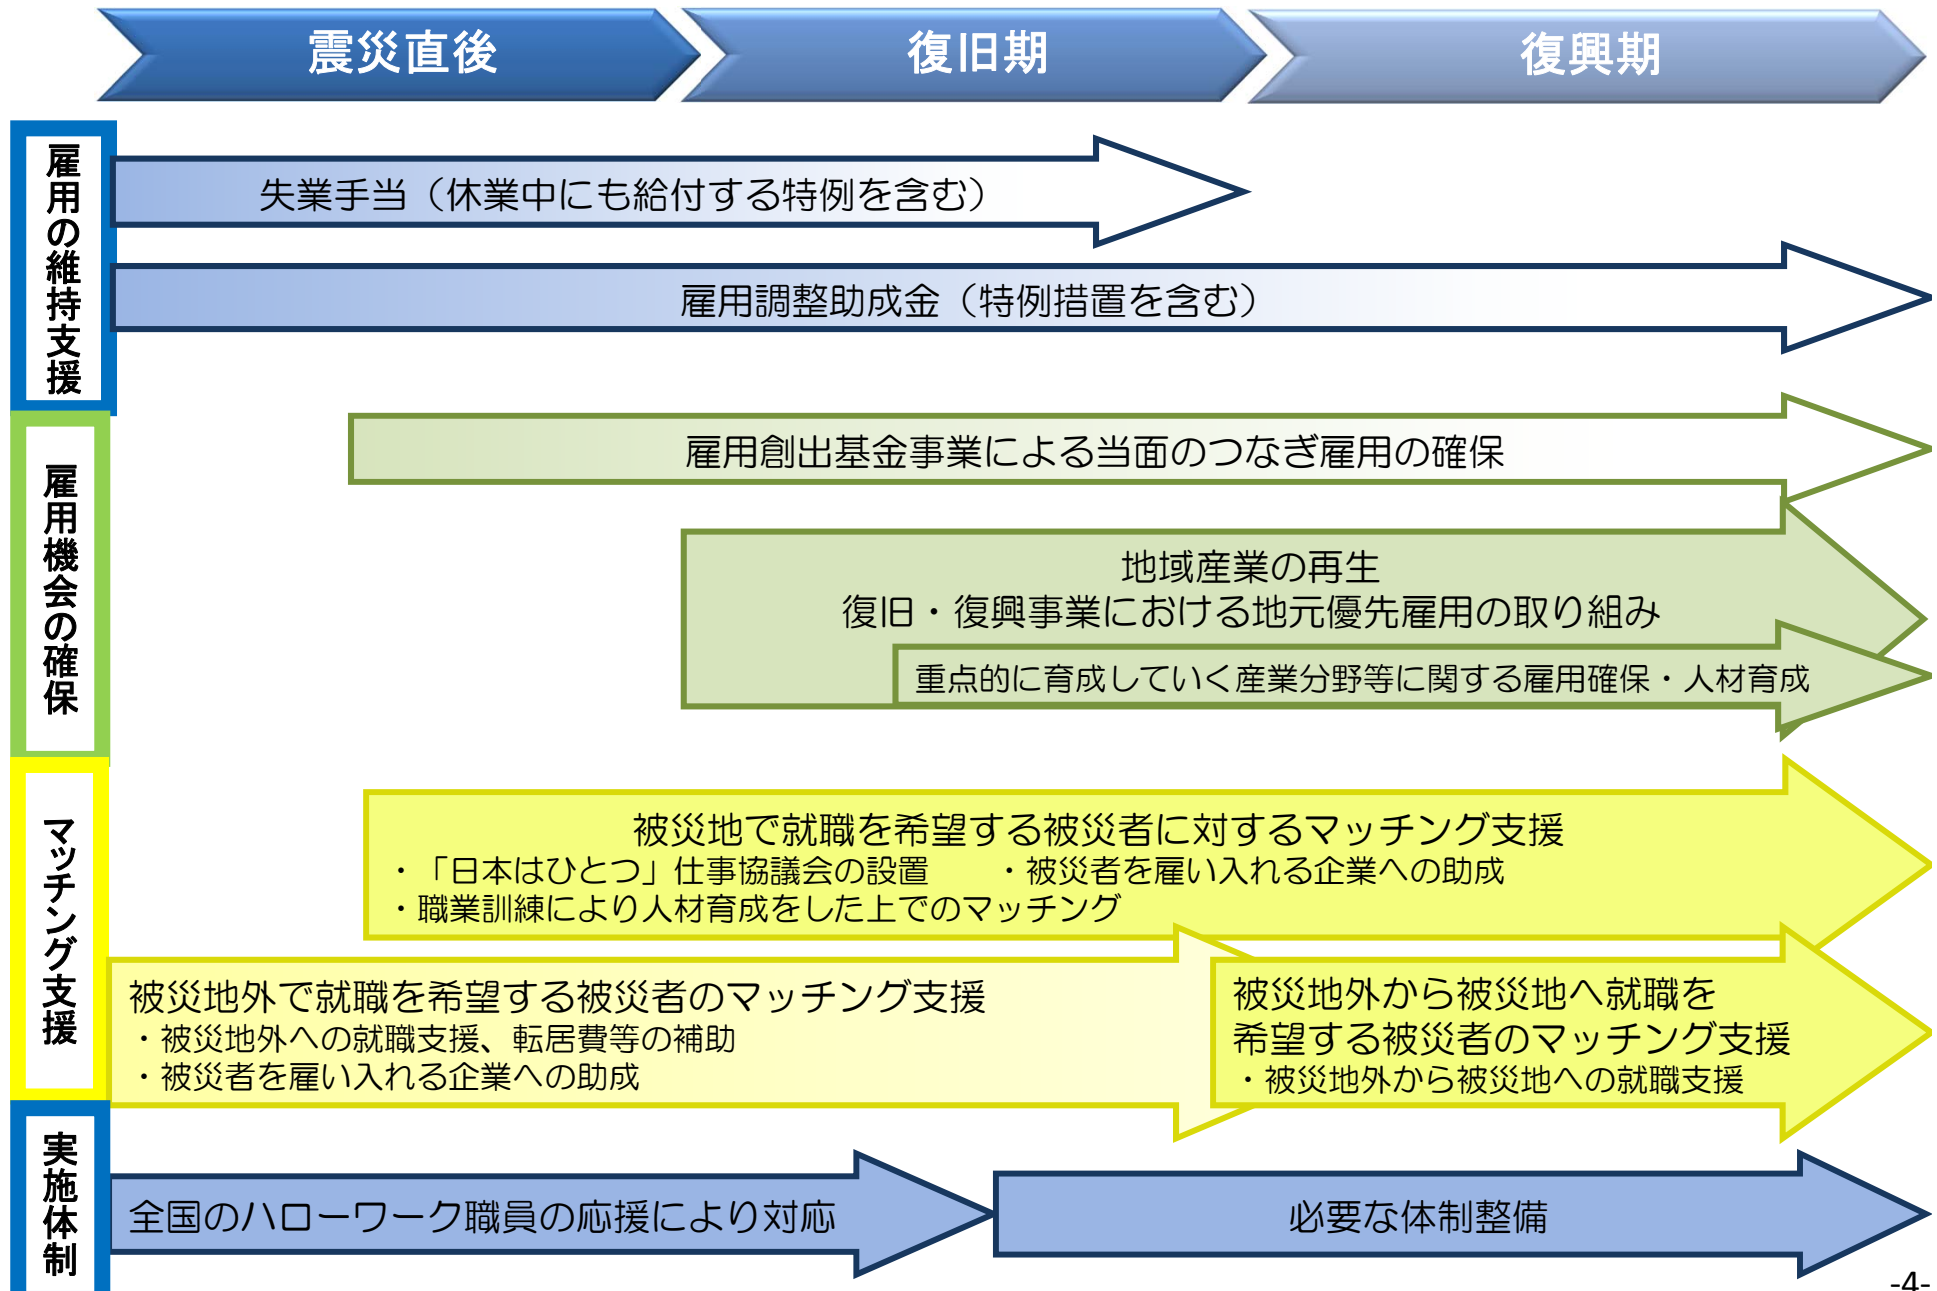 震災直後
復旧期
復興期
雇用の維持支援
失業手当（休業中にも給付する特例を含む）
雇用調整助成金（特例措置を含む）
雇用機会の確保
雇用創出基金事業による当面のつなぎ雇用の確保
地域産業の再生
復旧・復興事業における地元優先雇用の取り組み
重点的に育成していく産業分野等に関する雇用確保・人材育成
マッチング支援
被災地で就職を希望する被災者に対するマッチング支援
・「日本はひとつ」仕事協議会の設置　　・被災者を雇い入れる企業への助成
・職業訓練により人材育成をした上でのマッチング
被災地外で就職を希望する被災者のマッチング支援
・被災地外への就職支援、転居費等の補助
・被災者を雇い入れる企業への助成
被災地外から被災地へ就職を
希望する被災者のマッチング支援
・被災地外から被災地への就職支援
実施体制
全国のハローワーク職員の応援により対応
必要な体制整備
-4-